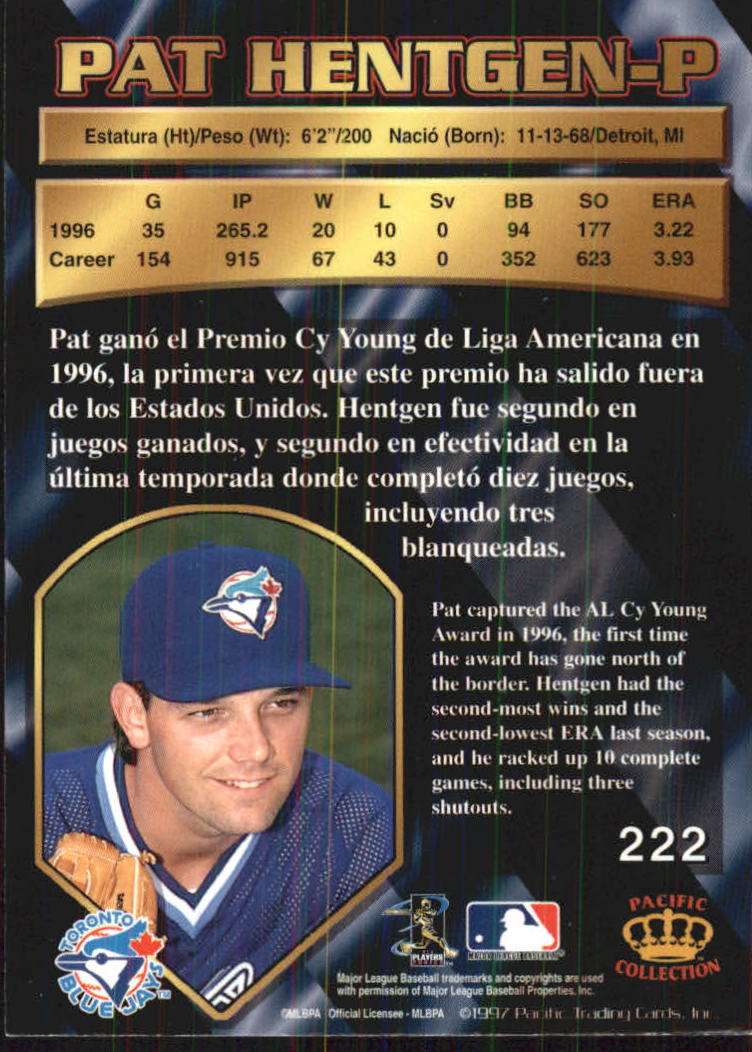 PAT HENTGEN-P
Estatura (Ht)/Peso (Wt): 6'2"/200 Nació (Born): 11-13-68/Detroit, MI
G IP W L Sv BB SO ERA
1996 35 265.2 20 10 0 94 177 3.22
Career 154 915 67 43 0 352 623 3.93
Pat ganó el Premio Cy Young de Liga Americana en
1996, la primera vez que este premio ha salido fuera
de los Estados Unidos. Hentgen fue segundo en
juegos ganados, y segundo en efectividad en la
última temporada donde completó diez juegos,
incluyendo tres
blanqueadas.
Pat captured the AL Cy Young
Award in 1996, the first time
the award has gone north of
the border. Hentgen had the
second-most wins and the
second-lowest ERA last season,
and he racked up 10 complete
games, including three
shutouts.
222
TORONTO
BLUE JAYS™
PLAYERS
CHOICE
MAJOR LEAGUE BASEBALL®
PACIFIC
COLLECTION
Major League Baseball trademarks and copyrights are used
with permission of Major League Baseball Properties, Inc.
©MLBPA Official Licensee - MLBPA ©1997 Pacific Trading Cards, Inc.